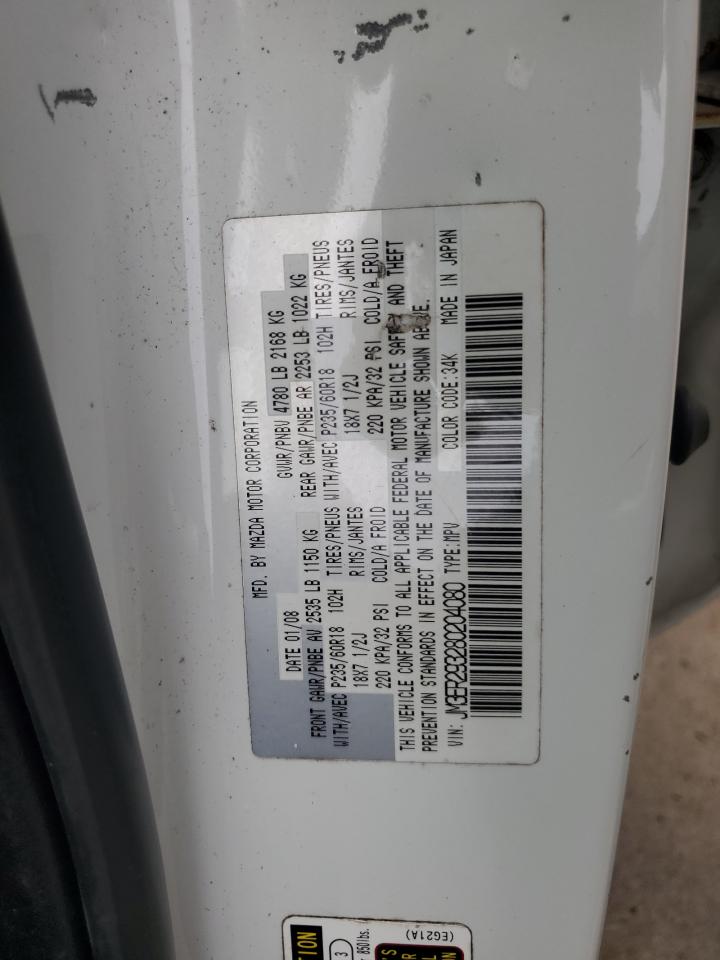 MFD. BY MAZDA MOTOR CORPORATION
DATE 01/08 GVWR/PNBV 4780 LB 2168 KG
FRONT GAWR/PNBE AV 2535 LB 1150 KG REAR GAWR/PNBE AR 2253 LB 1022 KG
WITH/AVEC P235/60R18 102H TIRES/PNEUS WITH/AVEC P235/60R18 102H TIRES/PNEUS
18X7 1/2J RIMS/JANTES 18X7 1/2J RIMS/JANTES
220 KPA/32 PSI COLD/A FROID 220 KPA/32 PSI COLD/A FROID
THIS VEHICLE CONFORMS TO ALL APPLICABLE FEDERAL MOTOR VEHICLE SAFETY AND THEFT
PREVENTION STANDARDS IN EFFECT ON THE DATE OF MANUFACTURE SHOWN ABOVE.
VIN: JM3ER293280204080 TYPE:MPV COLOR CODE:34K MADE IN JAPAN
3
850lbs.
(EG21A)